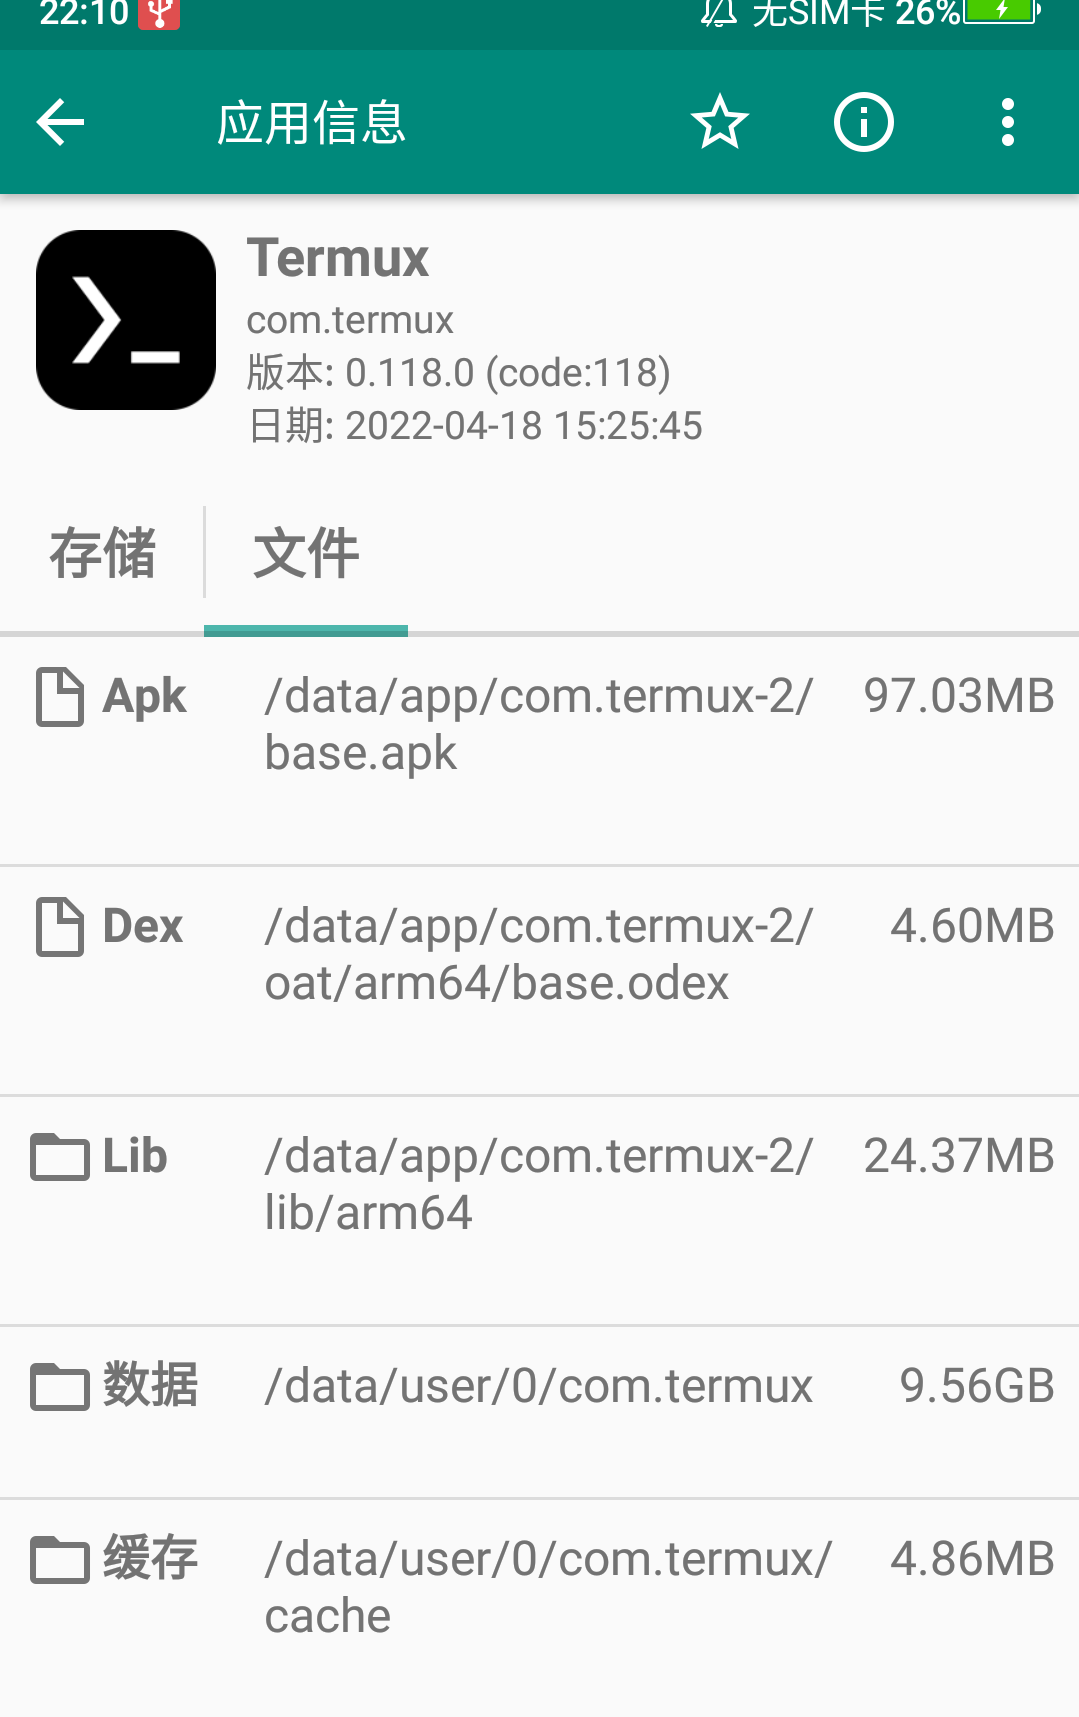 22:10 无SIM卡 26%
应用信息
Termux
com.termux
版本: 0.118.0 (code:118)
日期: 2022-04-18 15:25:45
存储 文件
Apk /data/app/com.termux-2/ 97.03MB
base.apk
Dex /data/app/com.termux-2/ 4.60MB
oat/arm64/base.odex
Lib /data/app/com.termux-2/ 24.37MB
lib/arm64
数据 /data/user/0/com.termux 9.56GB
缓存 /data/user/0/com.termux/ 4.86MB
cache